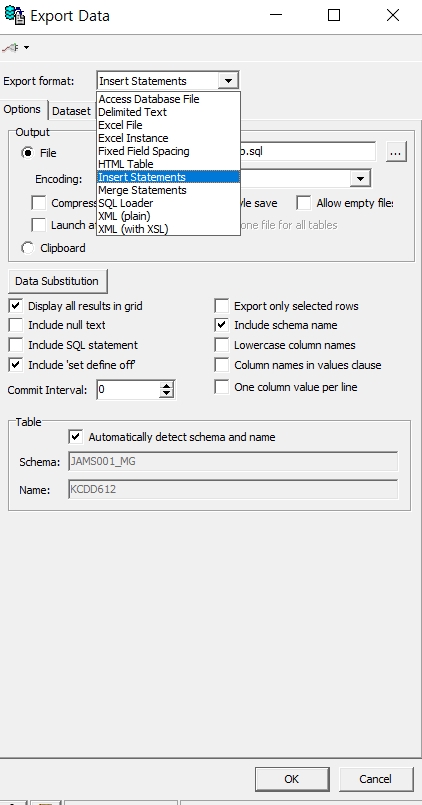 Export Data
Export format: Insert Statements
Access Database File
Delimited Text
Excel File
Excel Instance
Fixed Field Spacing
HTML Table
Insert Statements
Merge Statements
SQL Loader
XML (plain)
XML (with XSL)
Options Dataset
Output
File .sql
...
Encoding:
Compress save Allow empty files
Launch one file for all tables
Clipboard
Data Substitution
Display all results in grid Export only selected rows
Include null text Include schema name
Include SQL statement Lowercase column names
Include 'set define off' Column names in values clause
Commit Interval: 0 One column value per line
Table
Automatically detect schema and name
Schema: JAMS001_MG
Name: KCDD612
OK Cancel